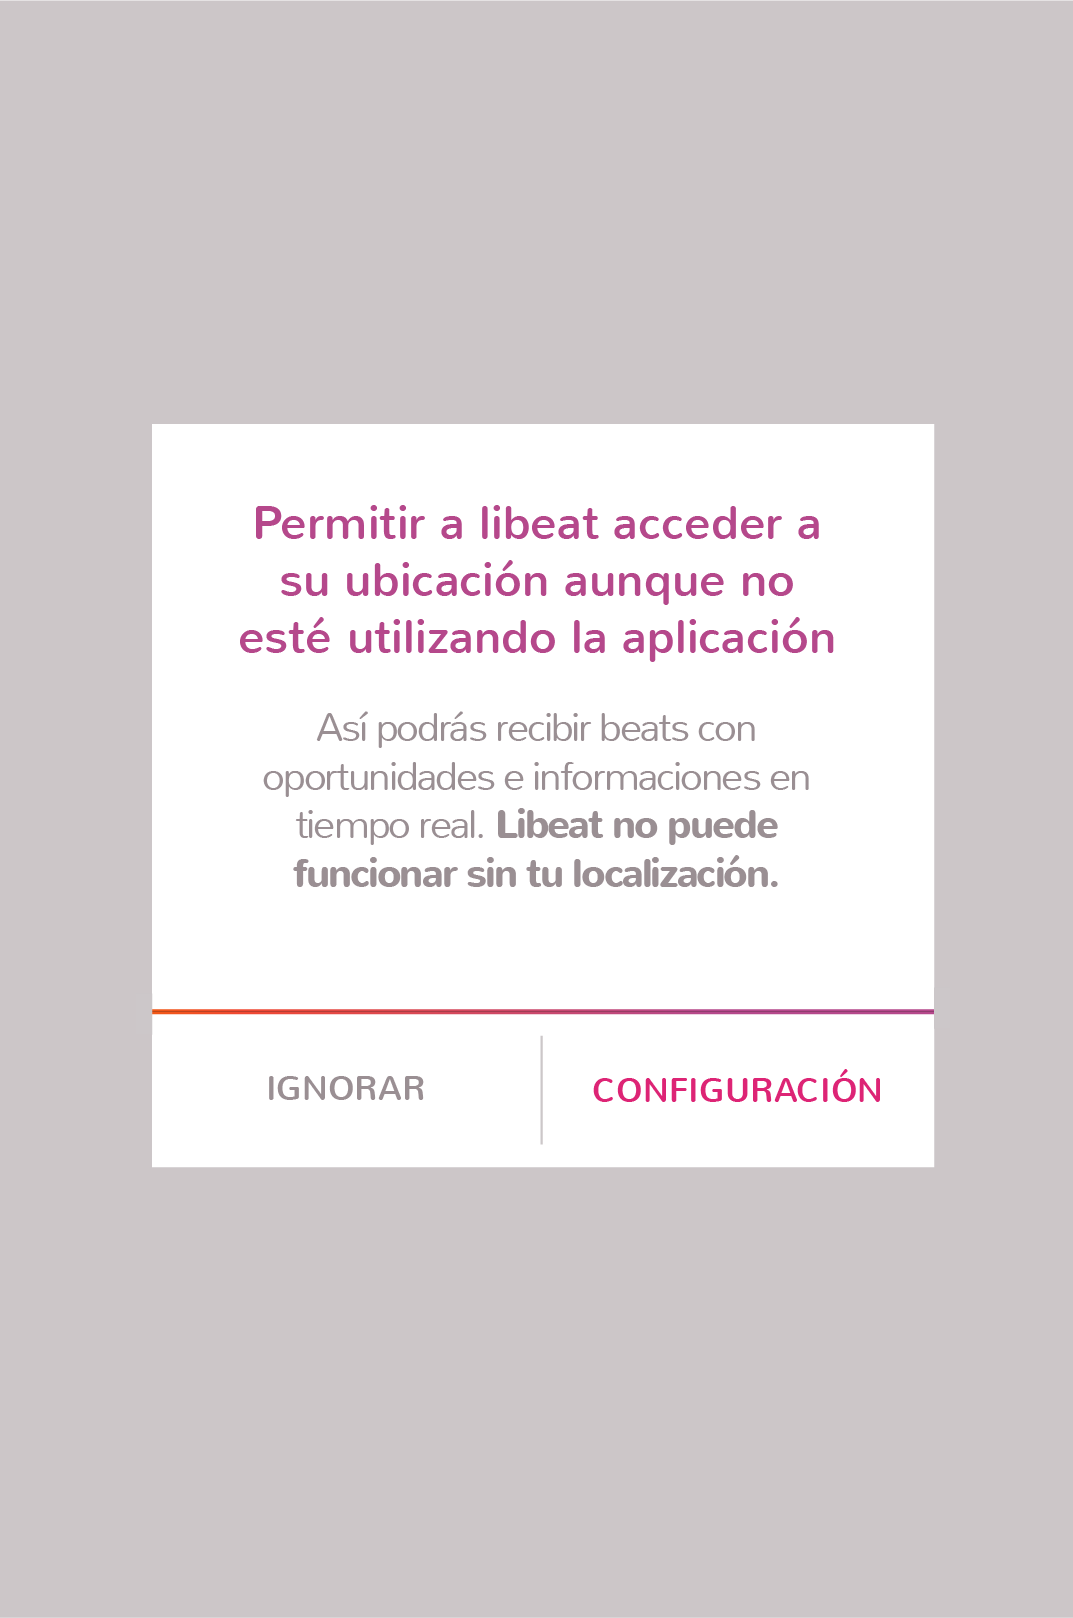 Permitir a libeat acceder a
su ubicación aunque no
esté utilizando la aplicación
Así podrás recibir beats con
oportunidades e informaciones en
tiempo real. Libeat no puede
funcionar sin tu localización.
IGNORAR
CONFIGURACIÓN